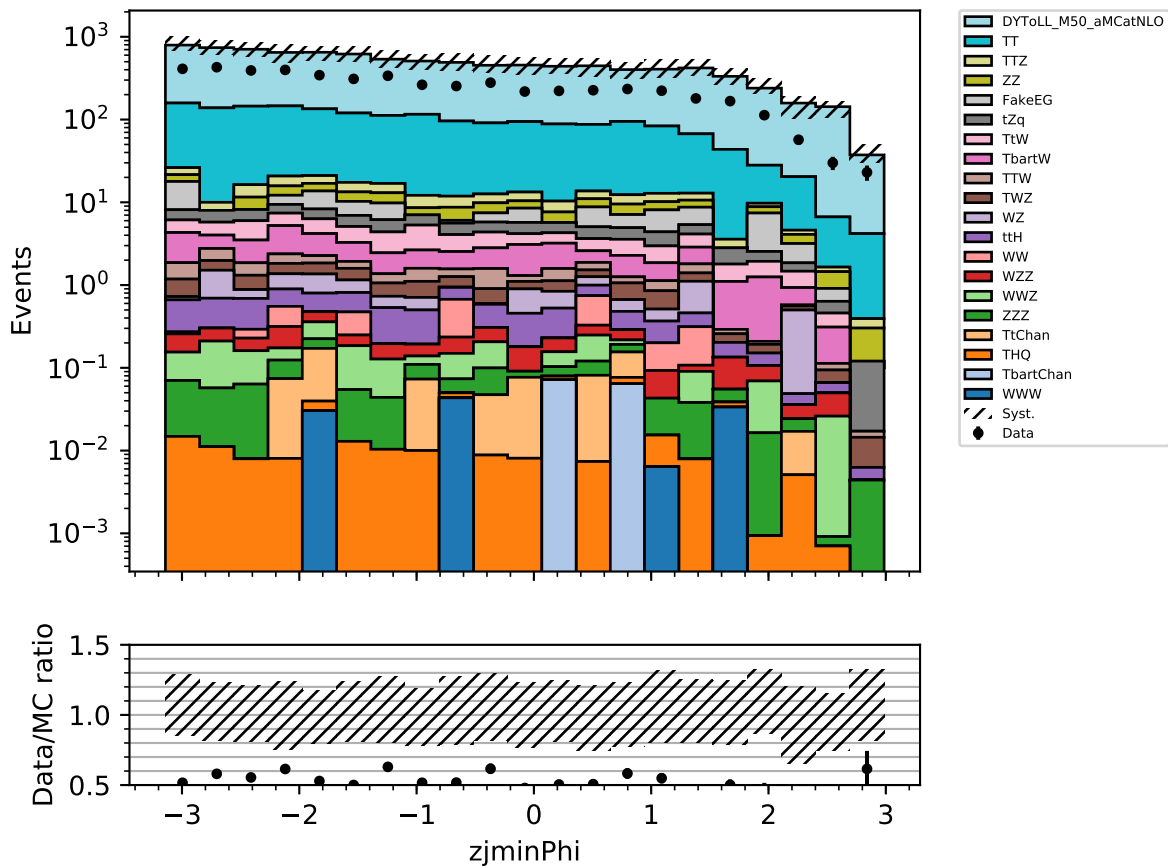 10³
10²
10¹
10⁰
10⁻¹
10⁻²
10⁻³
Events
DYToLL_M50_aMCatNLO
TT
TTZ
ZZ
FakeEG
tZq
TtW
TbartW
TTW
TWZ
WZ
ttH
WW
WZZ
WWZ
ZZZ
TtChan
THQ
TbartChan
WWW
Syst.
Data
1.5
1.0
0.5
Data/MC ratio
−3
−2
−1
0
1
2
3
zjminPhi